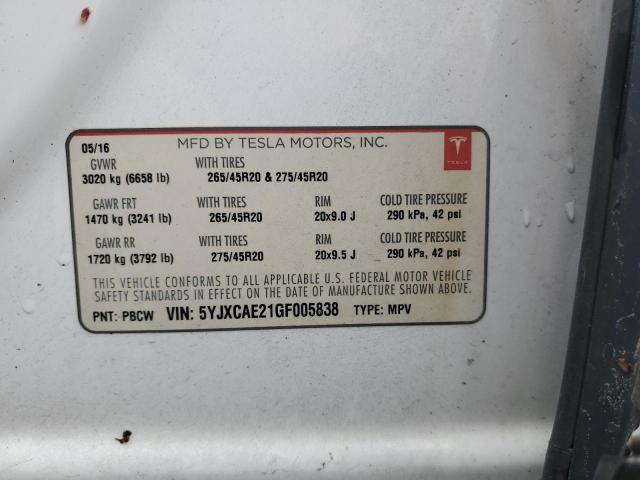 05/16 MFD BY TESLA MOTORS, INC.
TESLA
GVWR WITH TIRES
3020 kg (6658 lb) 265/45R20 & 275/45R20
GAWR FRT WITH TIRES RIM COLD TIRE PRESSURE
1470 kg (3241 lb) 265/45R20 20x9.0 J 290 kPa, 42 psi
GAWR RR WITH TIRES RIM COLD TIRE PRESSURE
1720 kg (3792 lb) 275/45R20 20x9.5 J 290 kPa, 42 psi
THIS VEHICLE CONFORMS TO ALL APPLICABLE U.S. FEDERAL MOTOR VEHICLE
SAFETY STANDARDS IN EFFECT ON THE DATE OF MANUFACTURE SHOWN ABOVE.
PNT: PBCW VIN: 5YJXCAE21GF005838 TYPE: MPV